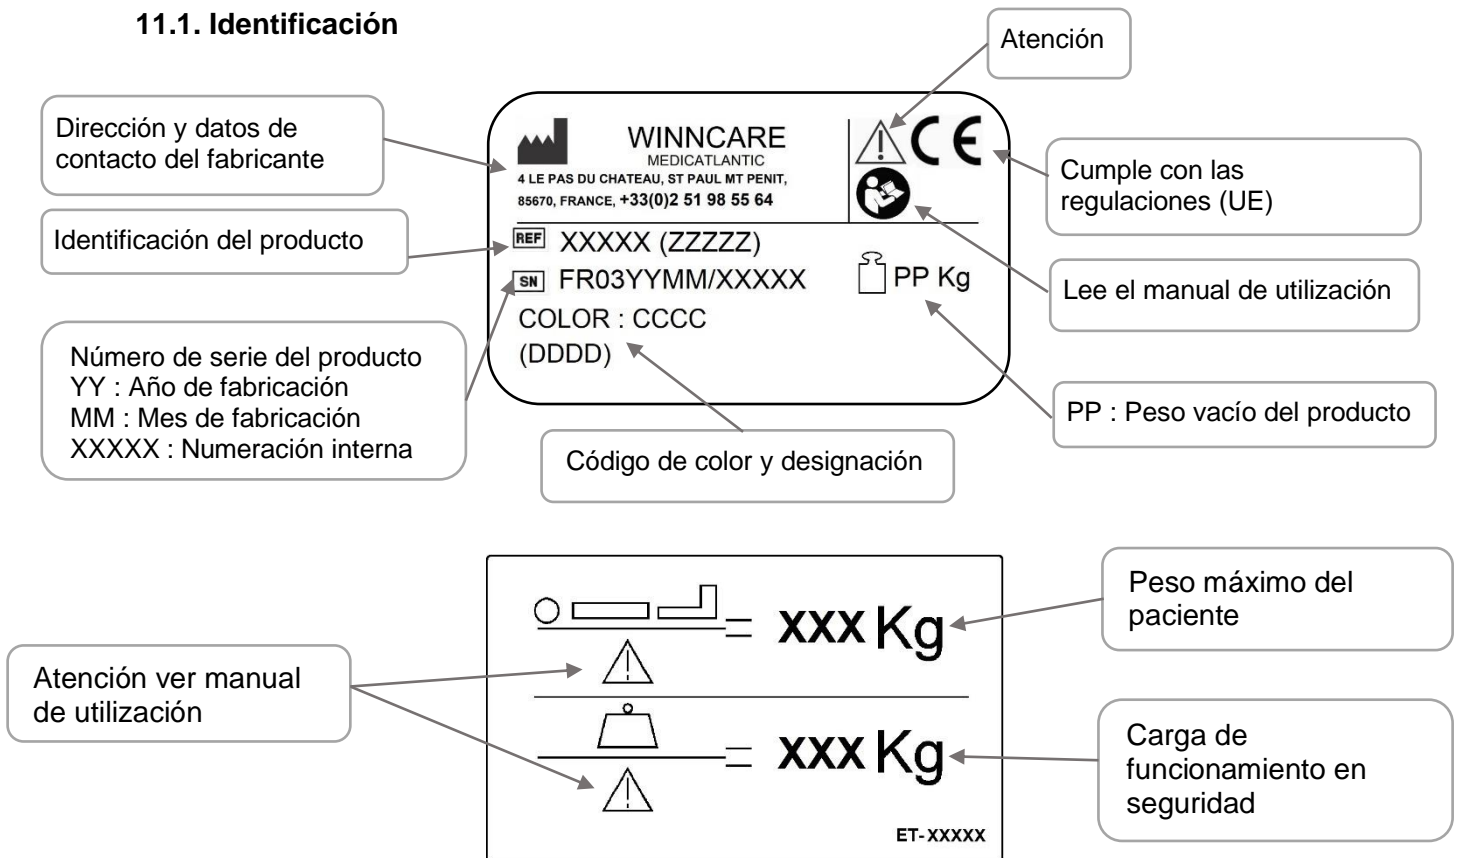 11.1. Identificación
Atención
Dirección y datos de
contacto del fabricante
WINNCARE
MEDICATLANTIC
4 LE PAS DU CHATEAU, ST PAUL MT PENIT,
85670, FRANCE, +33(0)2 51 98 55 64
CE
Cumple con las
regulaciones (UE)
Identificación del producto
REF XXXXX (ZZZZZ)
SN FR03YYMM/XXXXX
COLOR : CCCC
(DDDD)
PP Kg
Lee el manual de utilización
Número de serie del producto
YY : Año de fabricación
MM : Mes de fabricación
XXXXX : Numeración interna
PP : Peso vacío del producto
Código de color y designación
= XXX Kg
Peso máximo del
paciente
Atención ver manual
de utilización
= XXX Kg
Carga de
funcionamiento en
seguridad
ET-XXXXX